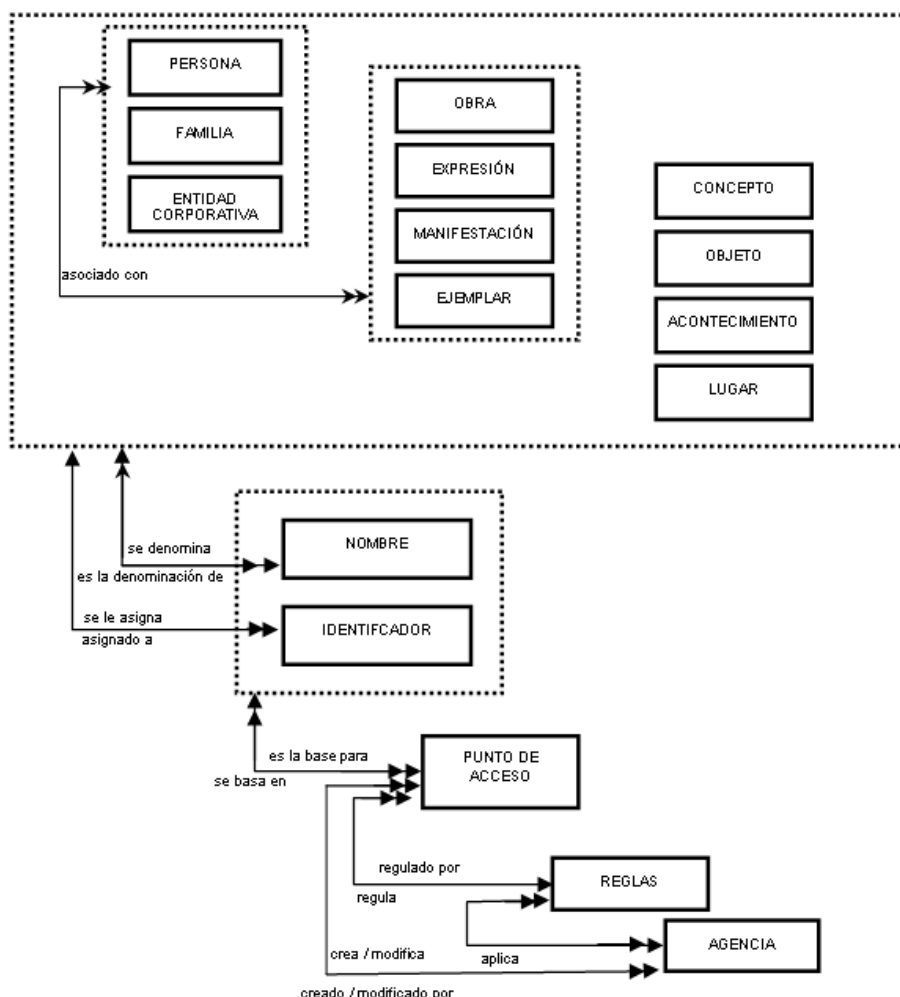 PERSONA
FAMILIA
ENTIDAD
CORPORATIVA
asociado con
OBRA
EXPRESIÓN
MANIFESTACIÓN
EJEMPLAR
CONCEPTO
OBJETO
ACONTECIMIENTO
LUGAR
se denomina
es la denominación de
se le asigna
asignado a
NOMBRE
IDENTIFCADOR
es la base para
se basa en
PUNTO DE
ACCESO
regulado por
regula
REGLAS
crea / modifica
aplica
AGENCIA
creado / modificado por